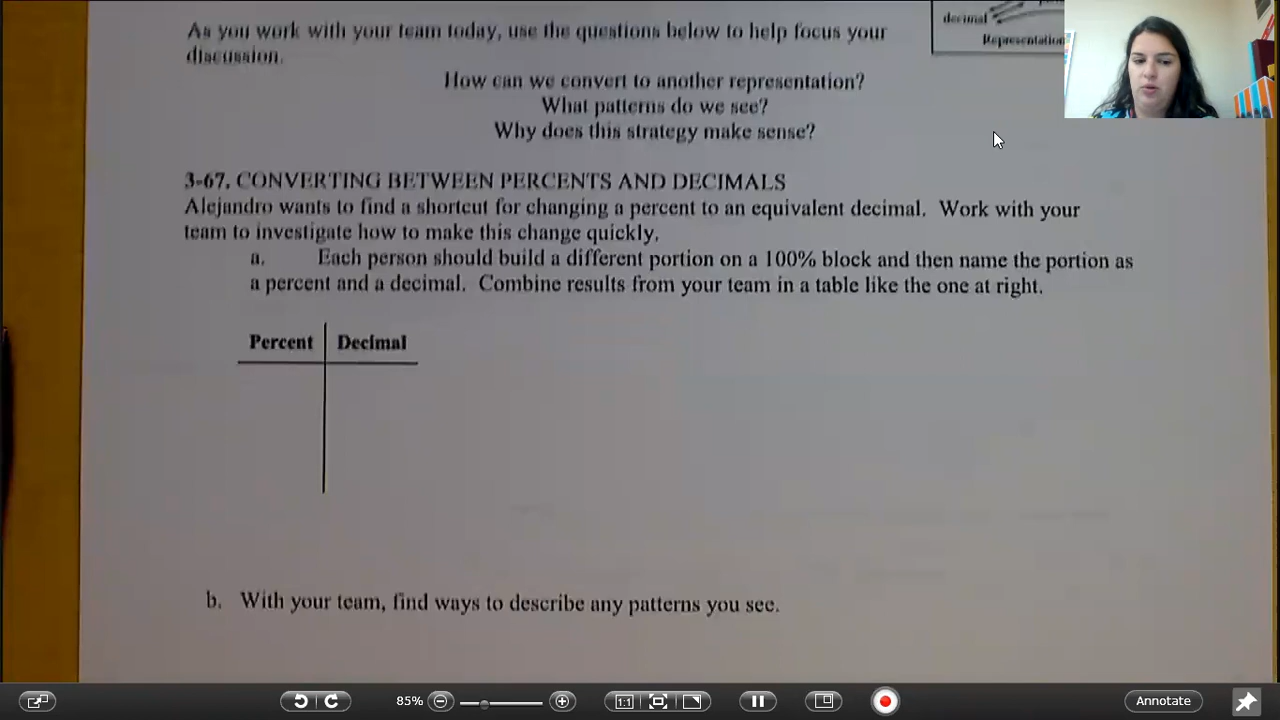 As you work with your team today, use the questions below to help focus your
discussion.
How can we convert to another representation?
What patterns do we see?
Why does this strategy make sense?
decimal
Representation
3-67. CONVERTING BETWEEN PERCENTS AND DECIMALS
Alejandro wants to find a shortcut for changing a percent to an equivalent decimal. Work with your
team to investigate how to make this change quickly.
a. Each person should build a different portion on a 100% block and then name the portion as
a percent and a decimal. Combine results from your team in a table like the one at right.
Percent Decimal
b. With your team, find ways to describe any patterns you see.
85%
1:1
Annotate